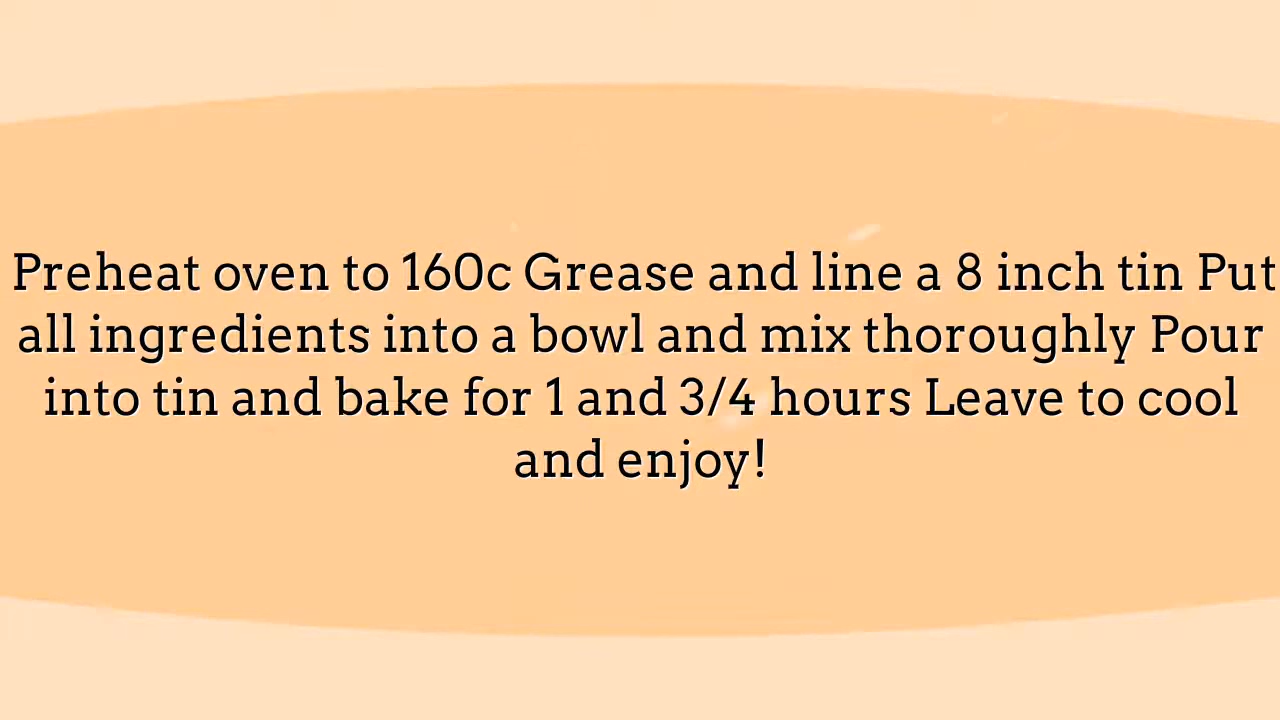 Preheat oven to 160c Grease and line a 8 inch tin Put
all ingredients into a bowl and mix thoroughly Pour
into tin and bake for 1 and 3/4 hours Leave to cool
and enjoy!